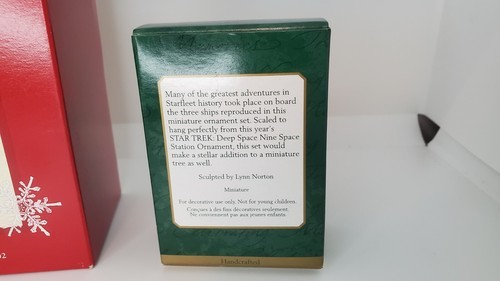 Many of the greatest adventures in
Starfleet history took place on board
the three ships reproduced in this
miniature ornament set. Scaled to
hang perfectly from this year's
STAR TREK: Deep Space Nine Space
Station Ornament, this set would
make a stellar addition to a miniature
tree as well.
Sculpted by Lynn Norton
Miniature
For decorative use only. Not for young children.
Conçues à des fins décoratives seulement.
Ne conviennent pas aux jeunes enfants.
Handcrafted